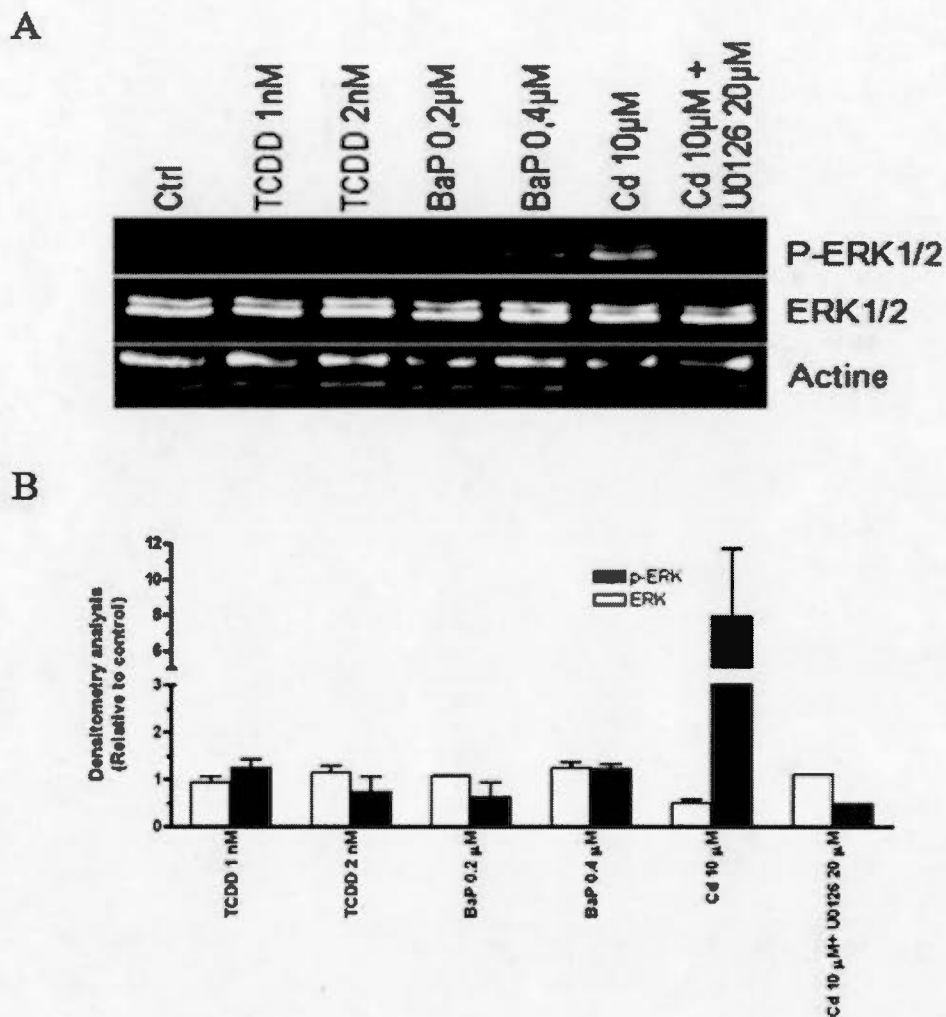 A
Ctrl
TCDD 1nM
TCDD 2nM
BaP 0,2µM
BaP 0,4µM
Cd 10µM
Cd 10µM +
U0126 20µM
P-ERK1/2
ERK1/2
Actine
B
Densitometry analysis
(Relative to control)
12
10
8
6
3
2
1
0
p-ERK
ERK
TCDD 1 nM
TCDD 2 nM
BaP 0.2 µM
BaP 0.4 µM
Cd 10 µM
Cd 10 µM+ U0126 20 µM